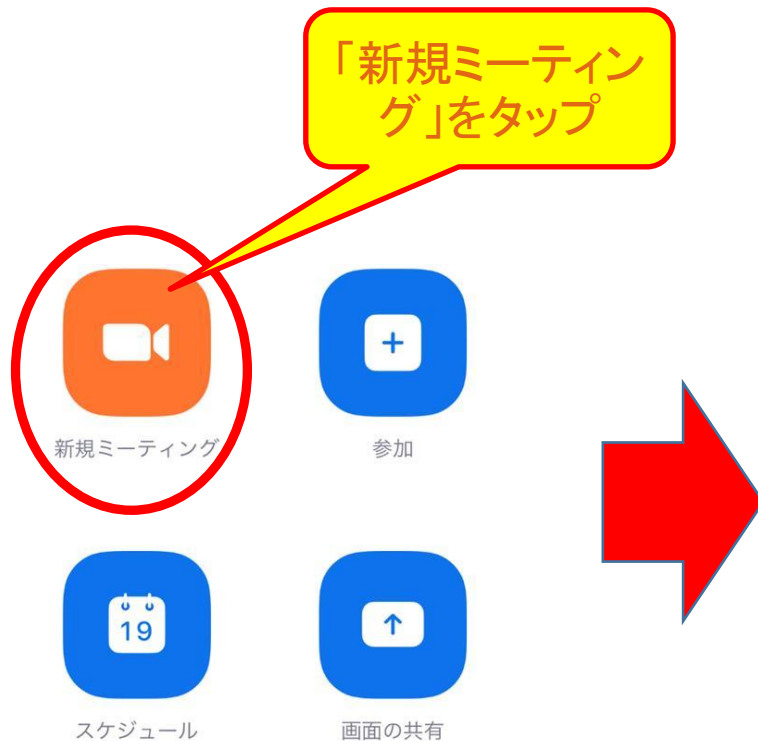 「新規ミーティン
グ」をタップ
新規ミーティング
参加
19
スケジュール
画面の共有